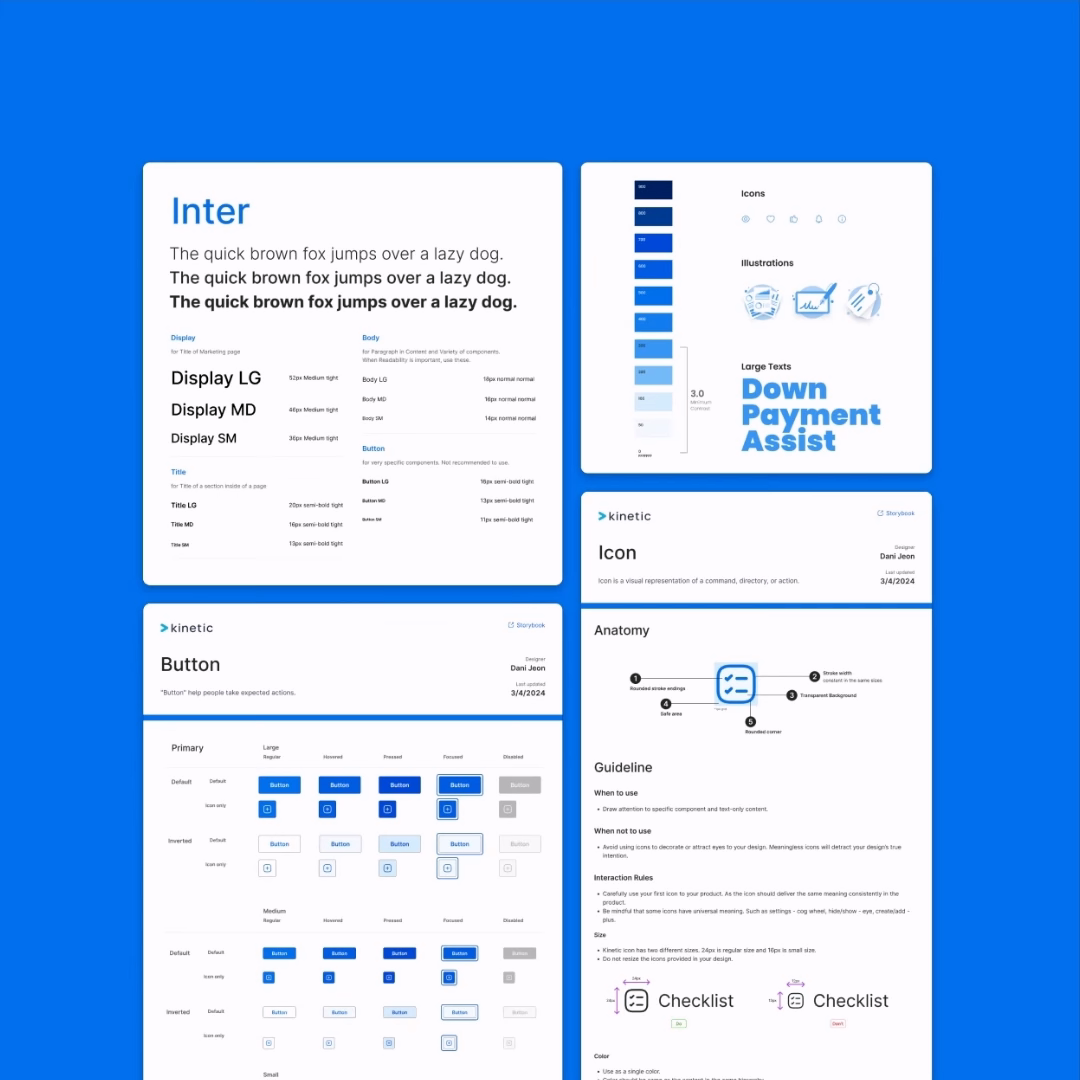 Inter
The quick brown fox jumps over a lazy dog.
The quick brown fox jumps over a lazy dog.
The quick brown fox jumps over a lazy dog.
Display
for Title of Marketing page
Display LG 52px Medium tight
Display MD 46px Medium tight
Display SM 36px Medium tight
Title
for Title of a section inside of a page
Title LG 20px semi-bold tight
Title MD 16px semi-bold tight
Title SM 13px semi-bold tight
Body
for Paragraph in Content and Variety of components.
When Readability is important, use these.
Body LG 18px normal normal
Body MD 16px normal normal
Body SM 14px normal normal
Button
for very specific components. Not recommended to use.
Button LG 16px semi-bold tight
Button MD 13px semi-bold tight
Button SM 11px semi-bold tight
3.0
Minimum
Contrast
Icons
Illustrations
Large Texts
Down
Payment
Assist
kinetic
Storybook
Button
Designer
Dani Jeon
"Button" help people take expected actions.
Last updated
3/4/2024
Primary Large
Regular Hovered Pressed Focused Disabled
Default Default Button Button Button Button Button
Icon only
Inverted Default Button Button Button Button Button
Icon only
Medium
Regular Hovered Pressed Focused Disabled
Default Default Button Button Button Button Button
Icon only
Inverted Default Button Button Button Button Button
Icon only
Small
kinetic
Storybook
Icon
Designer
Dani Jeon
Icon is a visual representation of a command, directory, or action.
Last updated
3/4/2024
Anatomy
1 Rounded stroke endings
2 Stroke width
constant in the same sizes
3 Transparent Background
4 Safe area
5 Rounded corner
Guideline
When to use
• Draw attention to specific component and text-only content.
When not to use
• Avoid using icons to decorate or attract eyes to your design. Meaningless icons will detract your design's true
intention.
Interaction Rules
• Carefully use your first icon to your product. As the icon should deliver the same meaning consistently in the
product.
• Be mindful that some icons have universal meaning. Such as settings - cog wheel, hide/show - eye, create/add -
plus.
Size
• Kinetic icon has two different sizes. 24px is regular size and 16px is small size.
• Do not resize the icons provided in your design.
24px
Checklist Checklist
Do Don't
Color
• Use as a single color.